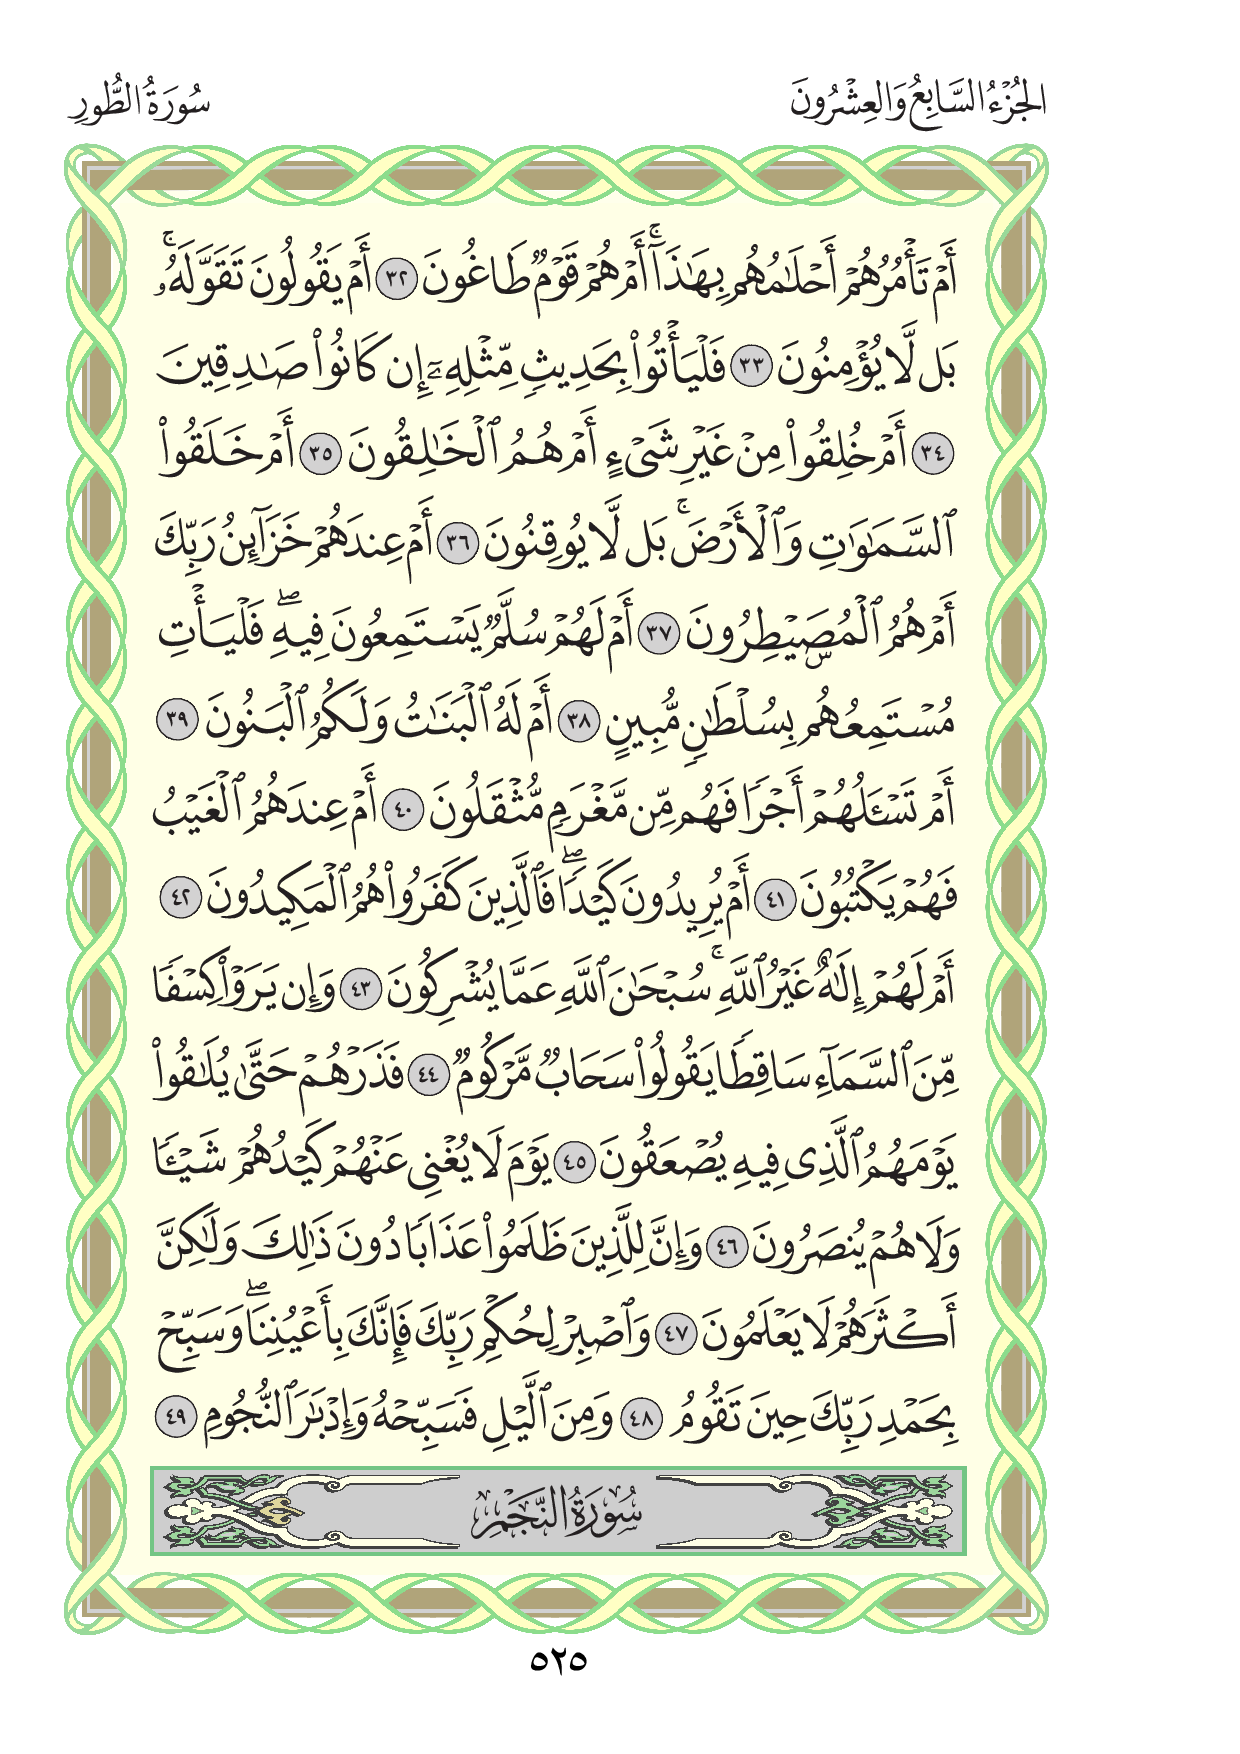 الجُزْءُ السَّابِعُ وَالعِشْرُونَ
سُورَةُ الطُّورِ
أَمۡ تَأۡمُرُهُمۡ أَحۡلَٰمُهُم بِهَٰذَآۚ أَمۡ هُمۡ قَوۡمٞ طَاغُونَ ٣٢ أَمۡ يَقُولُونَ تَقَوَّلَهُۥۚ
بَل لَّا يُؤۡمِنُونَ ٣٣ فَلۡيَأۡتُواْ بِحَدِيثٖ مِّثۡلِهِۦٓ إِن كَانُواْ صَٰدِقِينَ
٣٤ أَمۡ خُلِقُواْ مِنۡ غَيۡرِ شَيۡءٍ أَمۡ هُمُ ٱلۡخَٰلِقُونَ ٣٥ أَمۡ خَلَقُواْ
ٱلسَّمَٰوَٰتِ وَٱلۡأَرۡضَۚ بَل لَّا يُوقِنُونَ ٣٦ أَمۡ عِندَهُمۡ خَزَآئِنُ رَبِّكَ
أَمۡ هُمُ ٱلۡمُصَۜيۡطِرُونَ ٣٧ أَمۡ لَهُمۡ سُلَّمٞ يَسۡتَمِعُونَ فِيهِۖ فَلۡيَأۡتِ
مُسۡتَمِعُهُم بِسُلۡطَٰنٖ مُّبِينٍ ٣٨ أَمۡ لَهُ ٱلۡبَنَٰتُ وَلَكُمُ ٱلۡبَنُونَ ٣٩
أَمۡ تَسۡـَٔلُهُمۡ أَجۡرٗا فَهُم مِّن مَّغۡرَمٖ مُّثۡقَلُونَ ٤٠ أَمۡ عِندَهُمُ ٱلۡغَيۡبُ
فَهُمۡ يَكۡتُبُونَ ٤١ أَمۡ يُرِيدُونَ كَيۡدٗاۖ فَٱلَّذِينَ كَفَرُواْ هُمُ ٱلۡمَكِيدُونَ ٤٢
أَمۡ لَهُمۡ إِلَٰهٌ غَيۡرُ ٱللَّهِۚ سُبۡحَٰنَ ٱللَّهِ عَمَّا يُشۡرِكُونَ ٤٣ وَإِن يَرَوۡاْ كِسۡفٗا
مِّنَ ٱلسَّمَآءِ سَاقِطٗا يَقُولُواْ سَحَابٞ مَّرۡكُومٞ ٤٤ فَذَرۡهُمۡ حَتَّىٰ يُلَٰقُواْ
يَوۡمَهُمُ ٱلَّذِي فِيهِ يُصۡعَقُونَ ٤٥ يَوۡمَ لَا يُغۡنِي عَنۡهُمۡ كَيۡدُهُمۡ شَيۡـٔٗا
وَلَا هُمۡ يُنصَرُونَ ٤٦ وَإِنَّ لِلَّذِينَ ظَلَمُواْ عَذَابٗا دُونَ ذَٰلِكَ وَلَٰكِنَّ
أَكۡثَرَهُمۡ لَا يَعۡلَمُونَ ٤٧ وَٱصۡبِرۡ لِحُكۡمِ رَبِّكَ فَإِنَّكَ بِأَعۡيُنِنَاۖ وَسَبِّحۡ
بِحَمۡدِ رَبِّكَ حِينَ تَقُومُ ٤٨ وَمِنَ ٱلَّيۡلِ فَسَبِّحۡهُ وَإِدۡبَٰرَ ٱلنُّجُومِ ٤٩
سُورَةُ النَّجۡمِ
٥٢٥